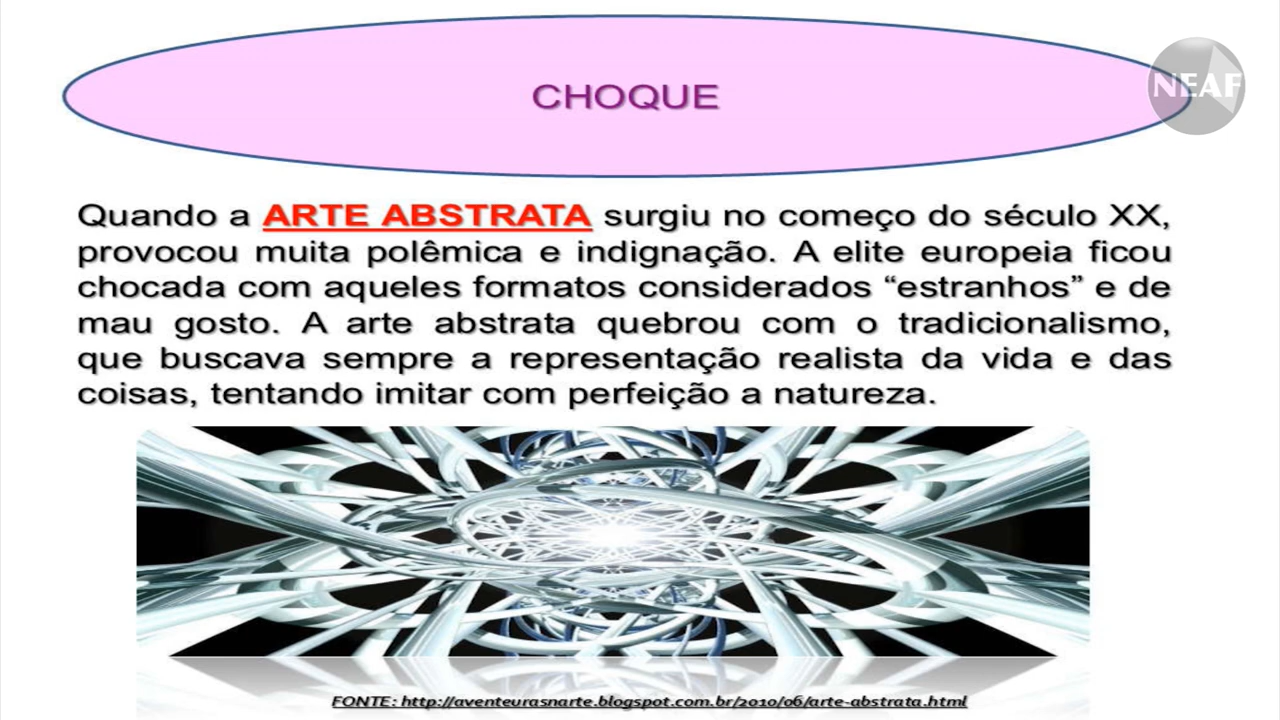 CHOQUE
NEAF
Quando a ARTE ABSTRATA surgiu no começo do século XX,
provocou muita polêmica e indignação. A elite europeia ficou
chocada com aqueles formatos considerados “estranhos” e de
mau gosto. A arte abstrata quebrou com o tradicionalismo,
que buscava sempre a representação realista da vida e das
coisas, tentando imitar com perfeição a natureza.
FONTE: http://aventeurasnarte.blogspot.com.br/2010/06/arte-abstrata.html